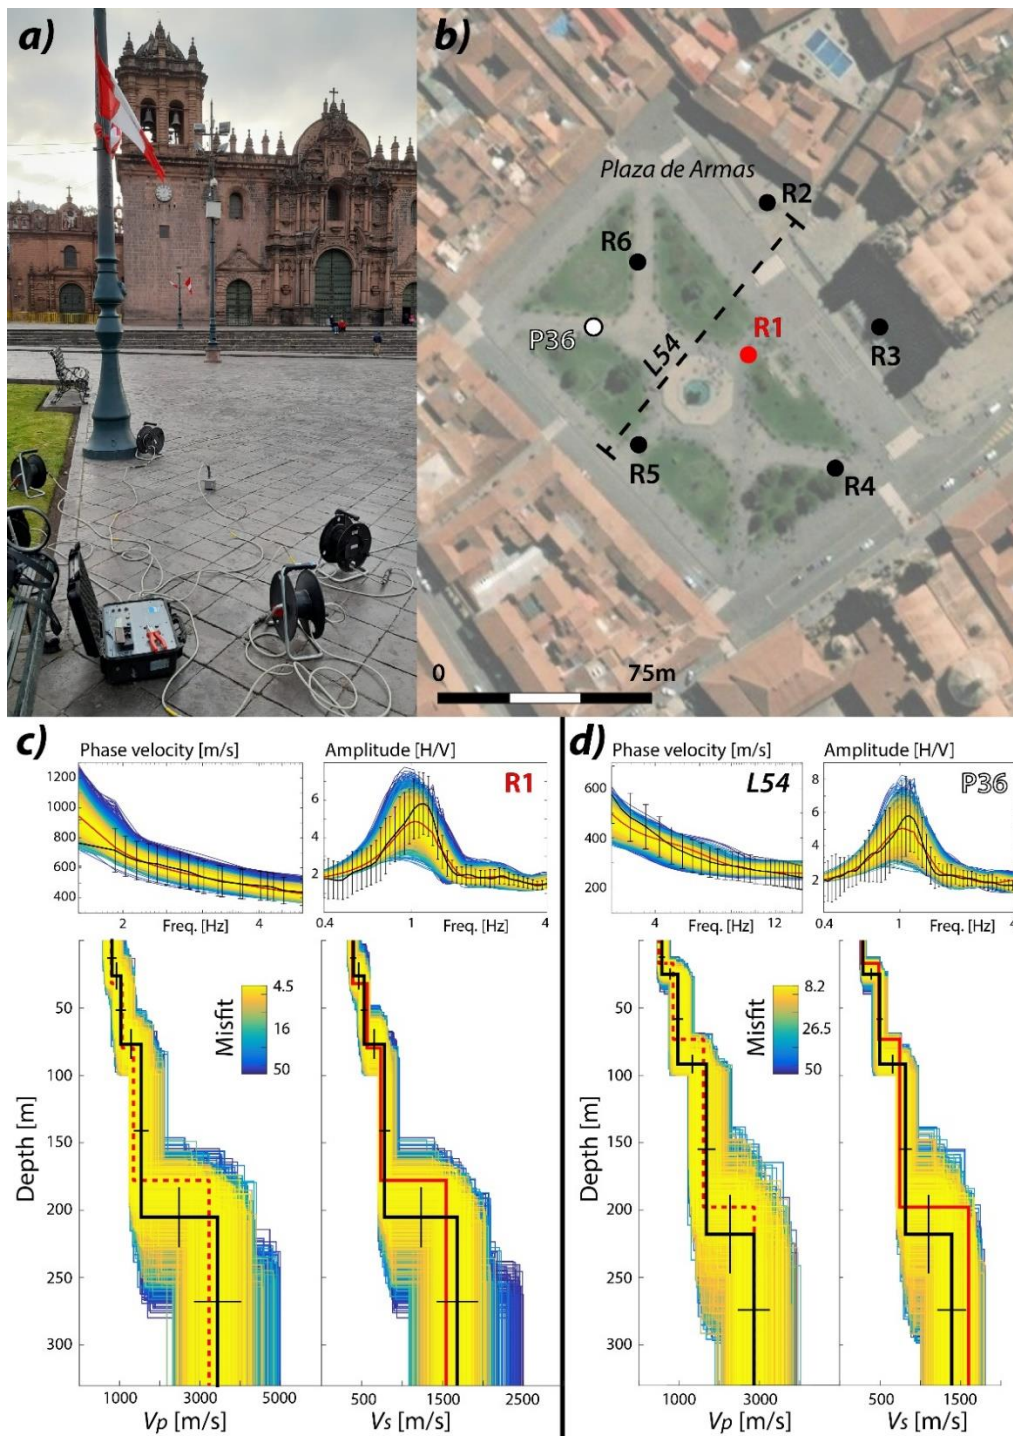 a)
b)
Plaza de Armas
R2
R6
P36
L54
R1
R3
R5
R4
0 75m
c)
Phase velocity [m/s]
Amplitude [H/V]
R1
1200
1000
800
600
400
2 4
Freq. [Hz]
6
4
2
0.4 1 4
Freq. [Hz]
d)
Phase velocity [m/s]
Amplitude [H/V]
L54
P36
600
400
200
4 12
Freq. [Hz]
8
6
4
2
0.4 1 4
Freq. [Hz]
Depth [m]
50
100
150
200
250
300
Misfit
4.5
16
50
1000 3000 5000
Vp [m/s]
500 1500 2500
Vs [m/s]
Depth [m]
50
100
150
200
250
300
Misfit
8.2
26.5
50
1000 3000
Vp [m/s]
500 1500
Vs [m/s]